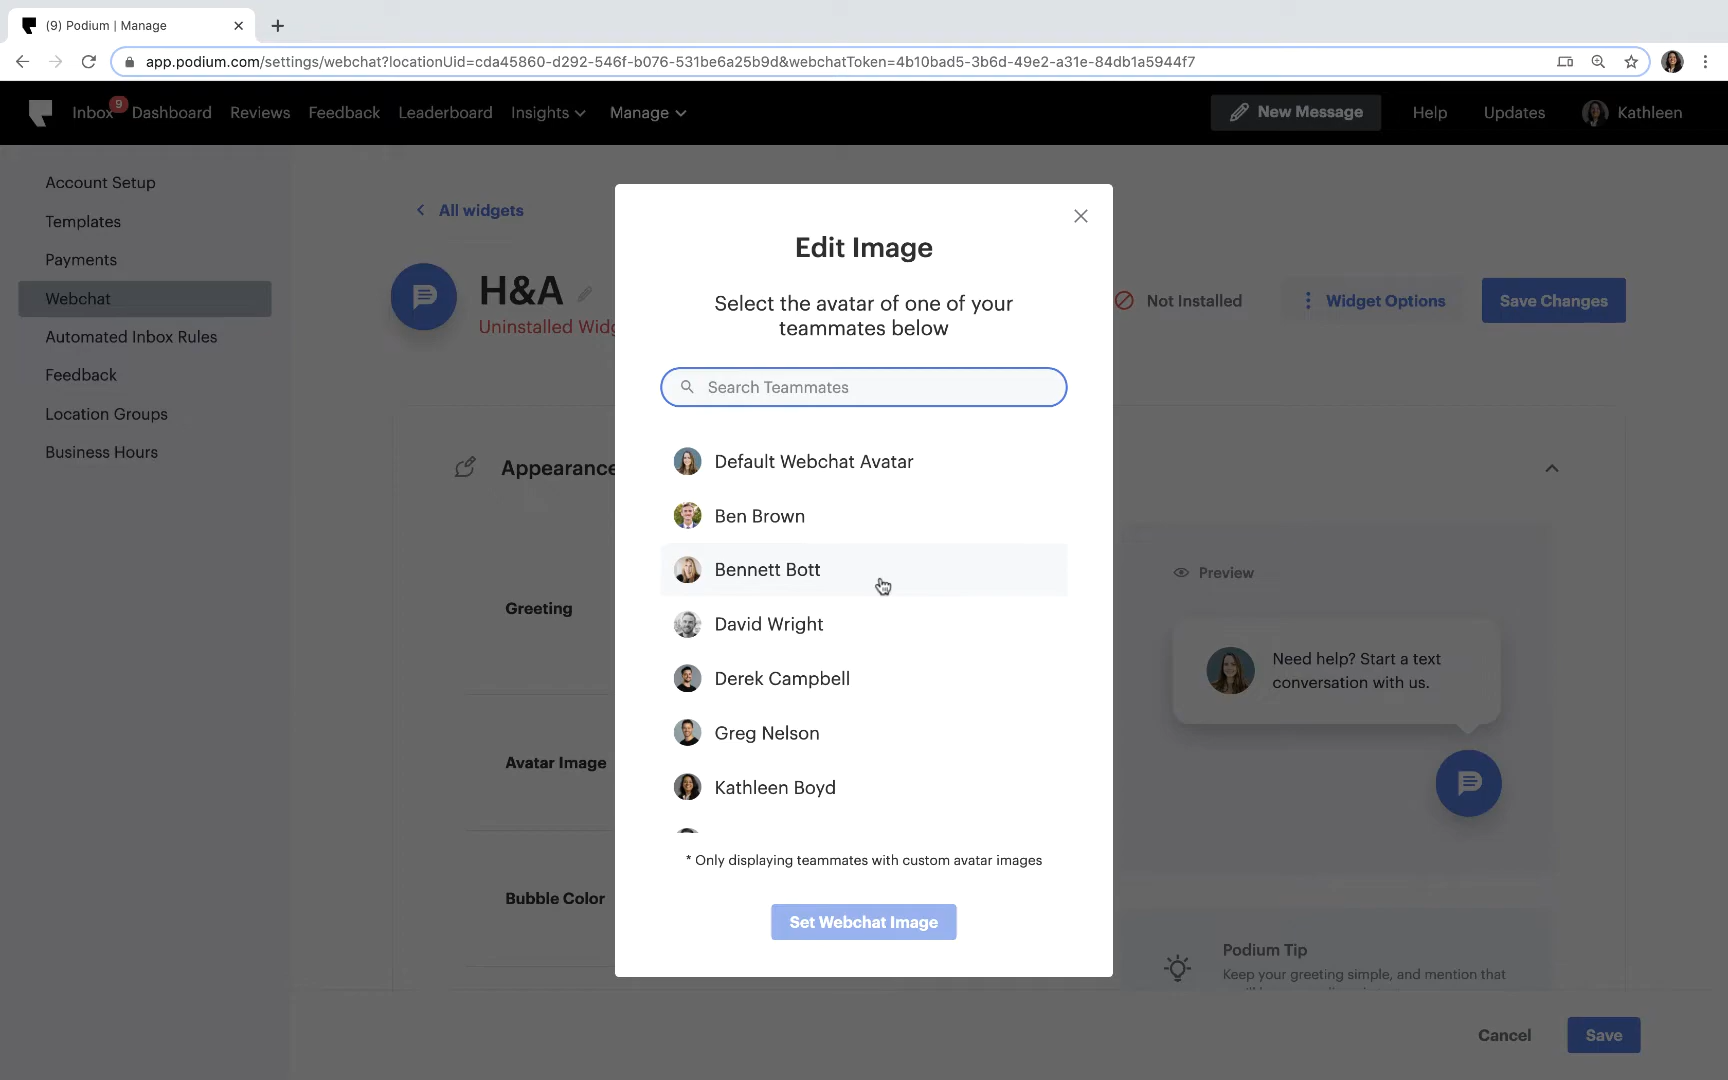 (9) Podium | Manage
app.podium.com/settings/webchat?locationUid=cda45860-d292-546f-b076-531be6a25b9d&webchatToken=4b10bad5-3b6d-49e2-a31e-84db1a5944f7
Inbox 9 Dashboard Reviews Feedback Leaderboard Insights Manage New Message Help Updates Kathleen
Account Setup
Templates
Payments
Webchat
Automated Inbox Rules
Feedback
Location Groups
Business Hours
All widgets
H&A
Uninstalled Widg
Not Installed
Widget Options
Save Changes
Appearance
Greeting
Avatar Image
Bubble Color
Edit Image
Select the avatar of one of your
teammates below
Search Teammates
Default Webchat Avatar
Ben Brown
Bennett Bott
David Wright
Derek Campbell
Greg Nelson
Kathleen Boyd
* Only displaying teammates with custom avatar images
Set Webchat Image
Preview
Need help? Start a text
conversation with us.
Podium Tip
Keep your greeting simple, and mention that
Cancel
Save